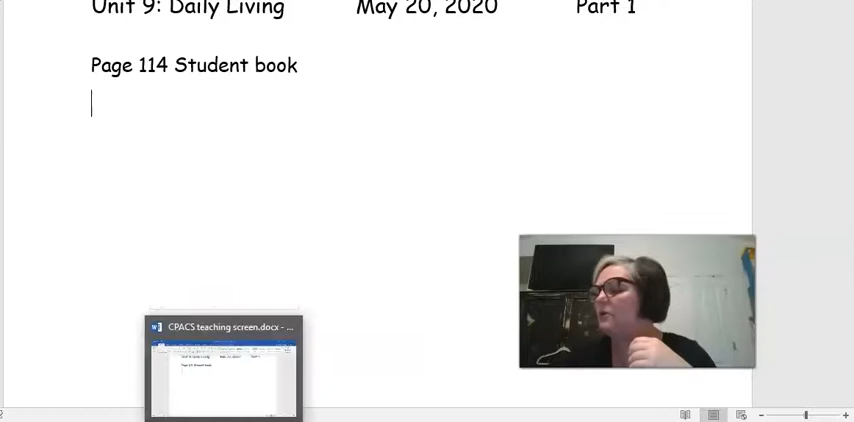 Unit 9: Daily Living May 20, 2020 Part 1
Page 114 Student book
CPACS teaching screen.docx - ...